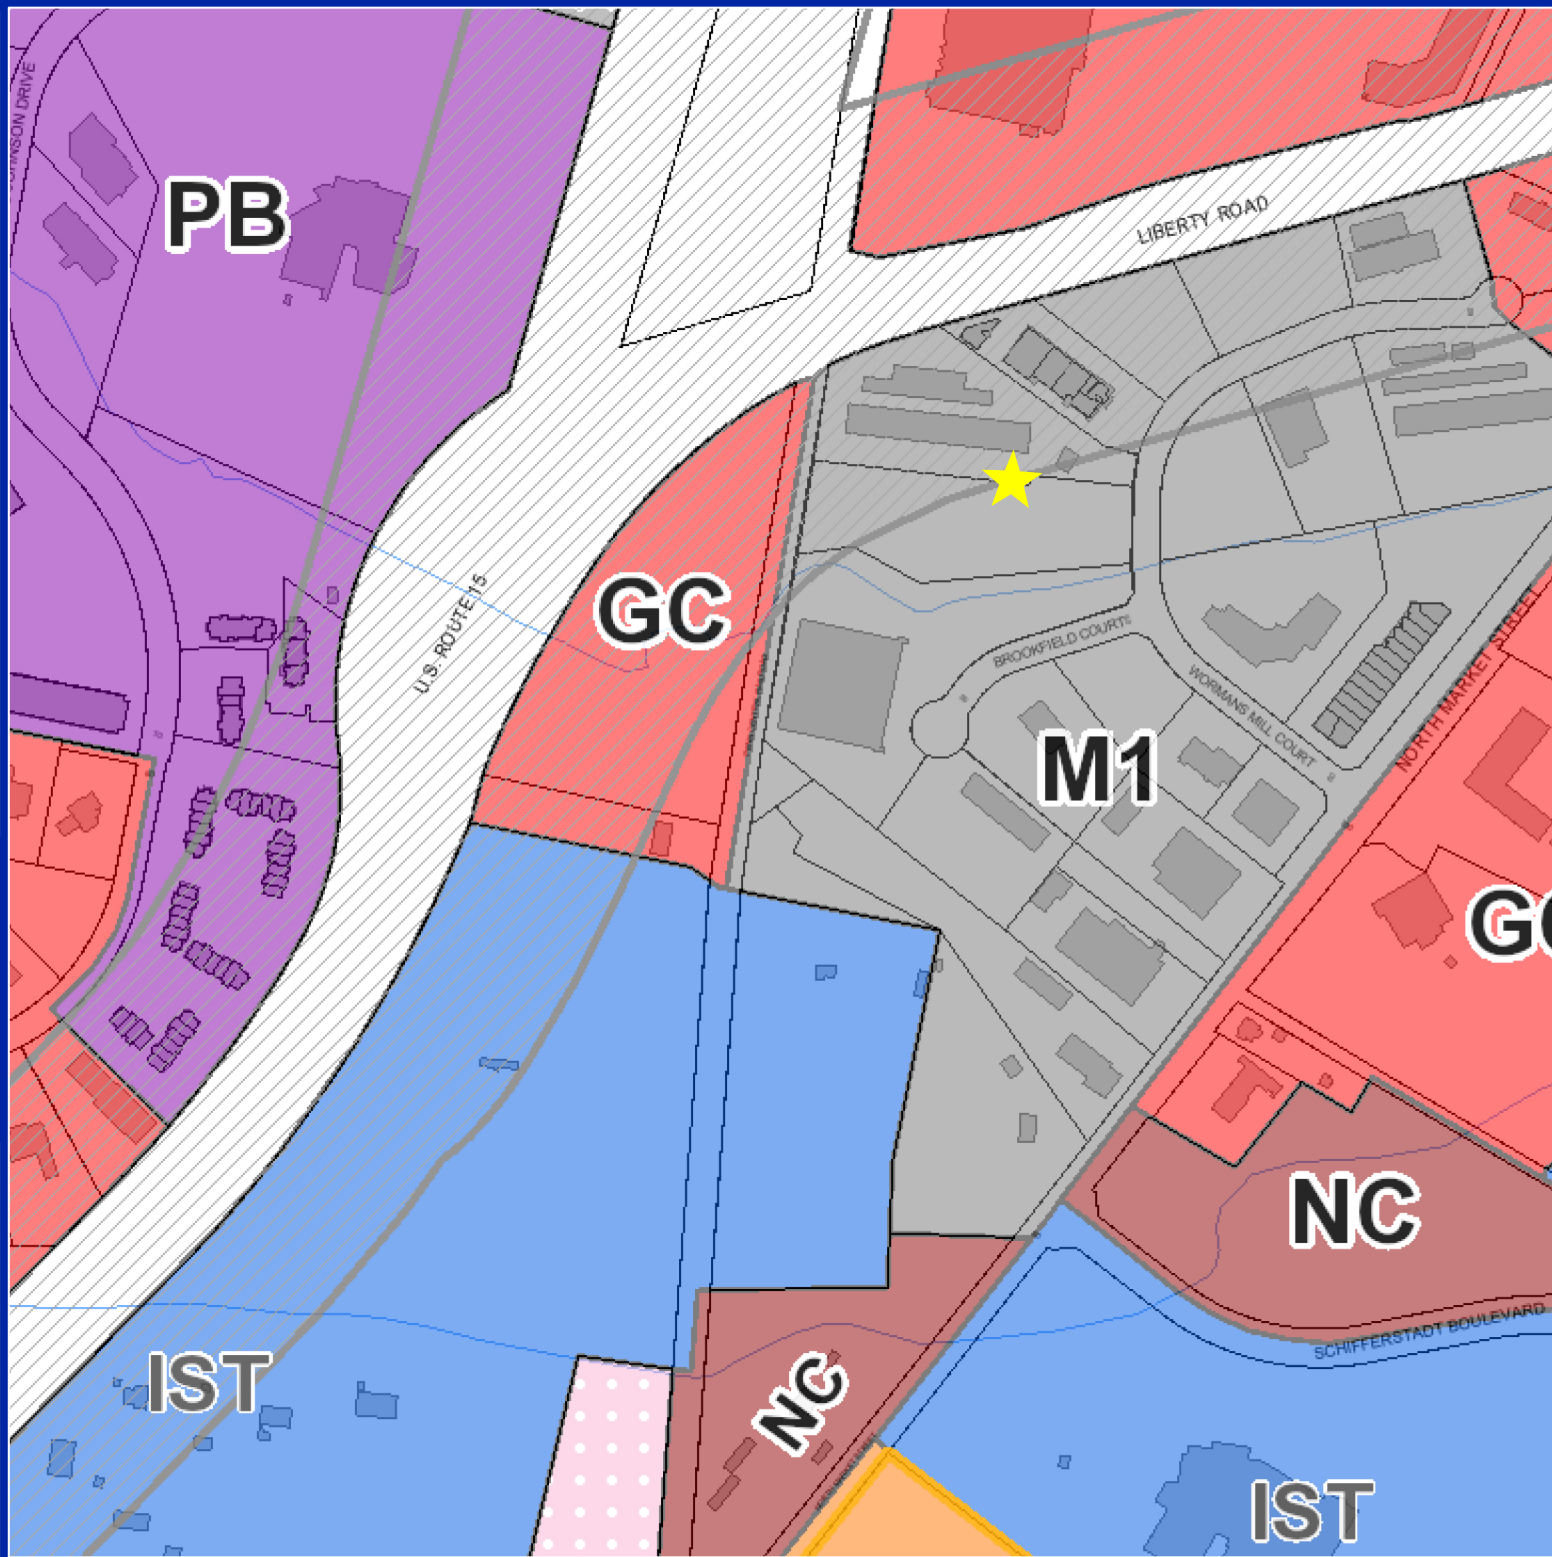 PB
LIBERTY ROAD
GC
U.S. ROUTE 15
BROOKFIELD COURT
WORMANS MILL COURT
NORTH MARKET STREET
M1
NC
SCHIFFERSTADT BOULEVARD
IST
NC
IST